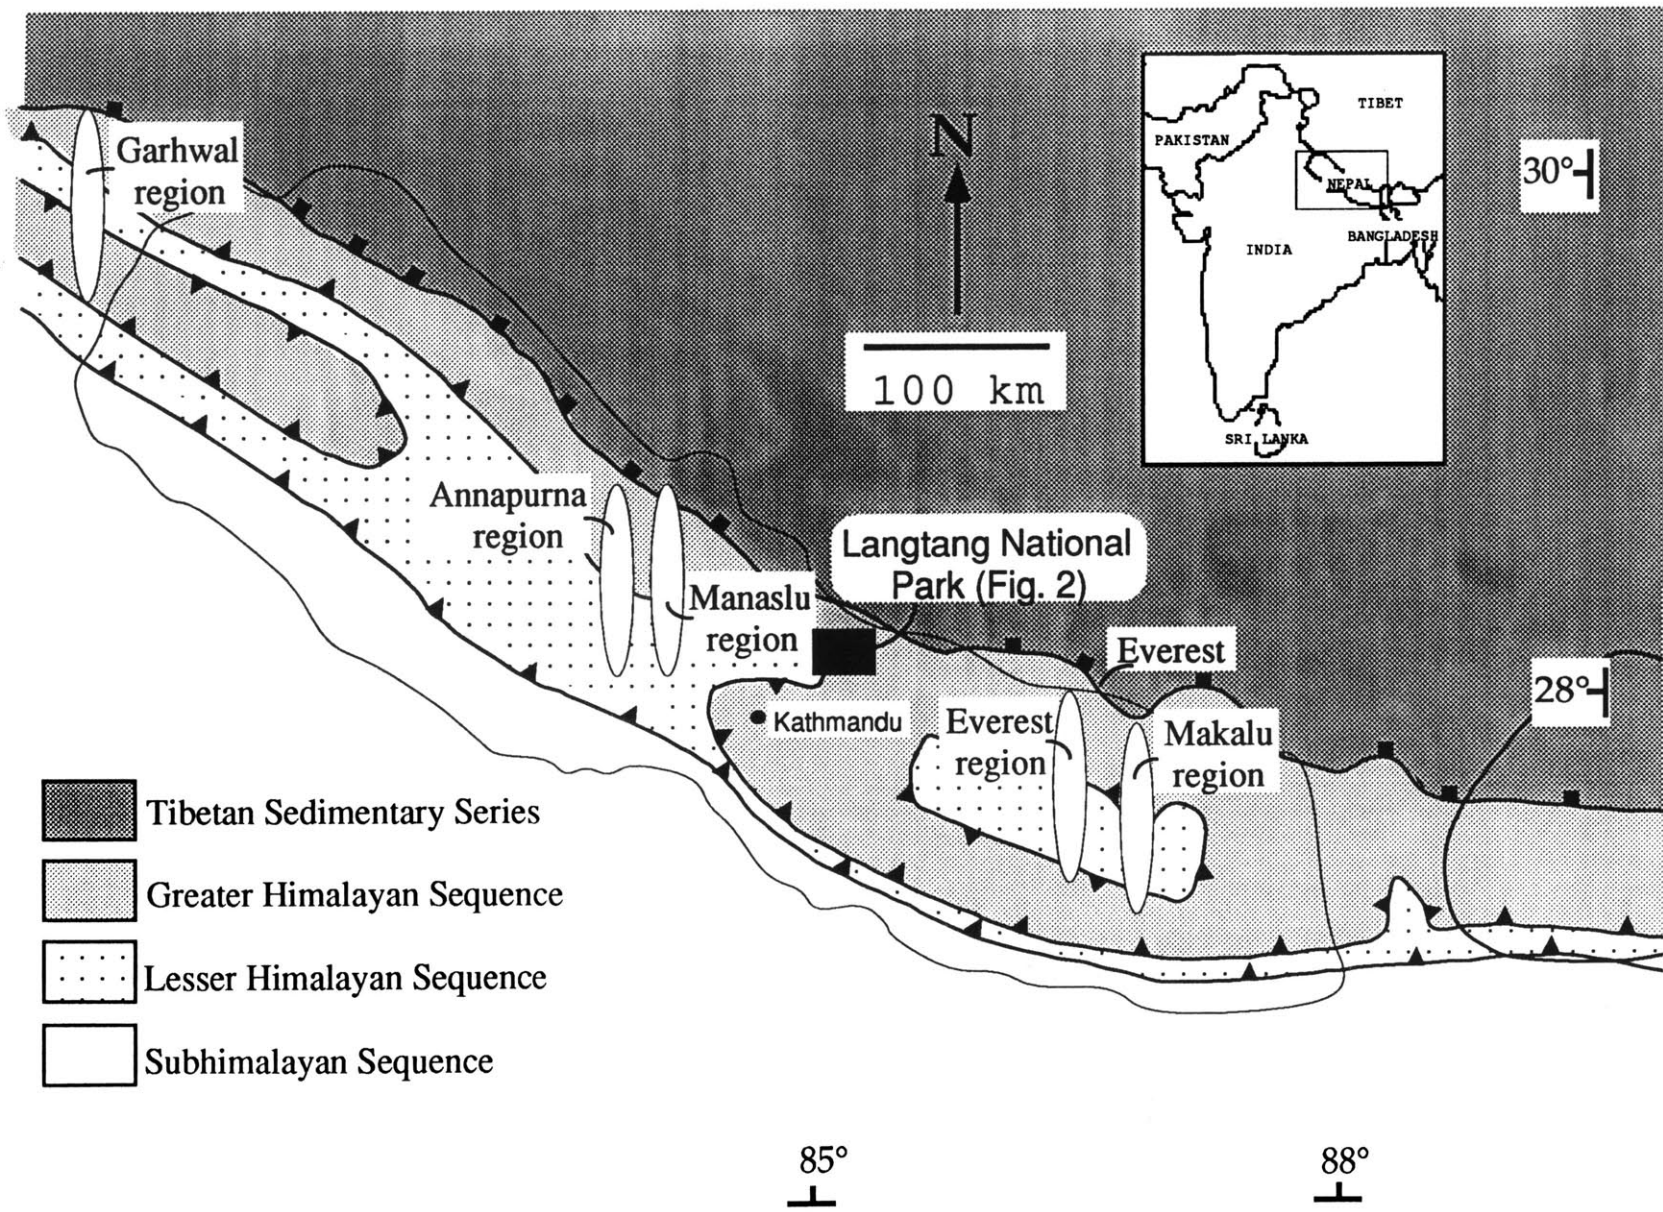 Garhwal
region
N
100 km
TIBET
PAKISTAN
NEPAL
INDIA
BANGLADESH
SRI LANKA
30°
Annapurna
region
Langtang National
Park (Fig. 2)
Manaslu
region
Everest
28°
Kathmandu
Everest
region
Makalu
region
Tibetan Sedimentary Series
Greater Himalayan Sequence
Lesser Himalayan Sequence
Subhimalayan Sequence
85°
88°